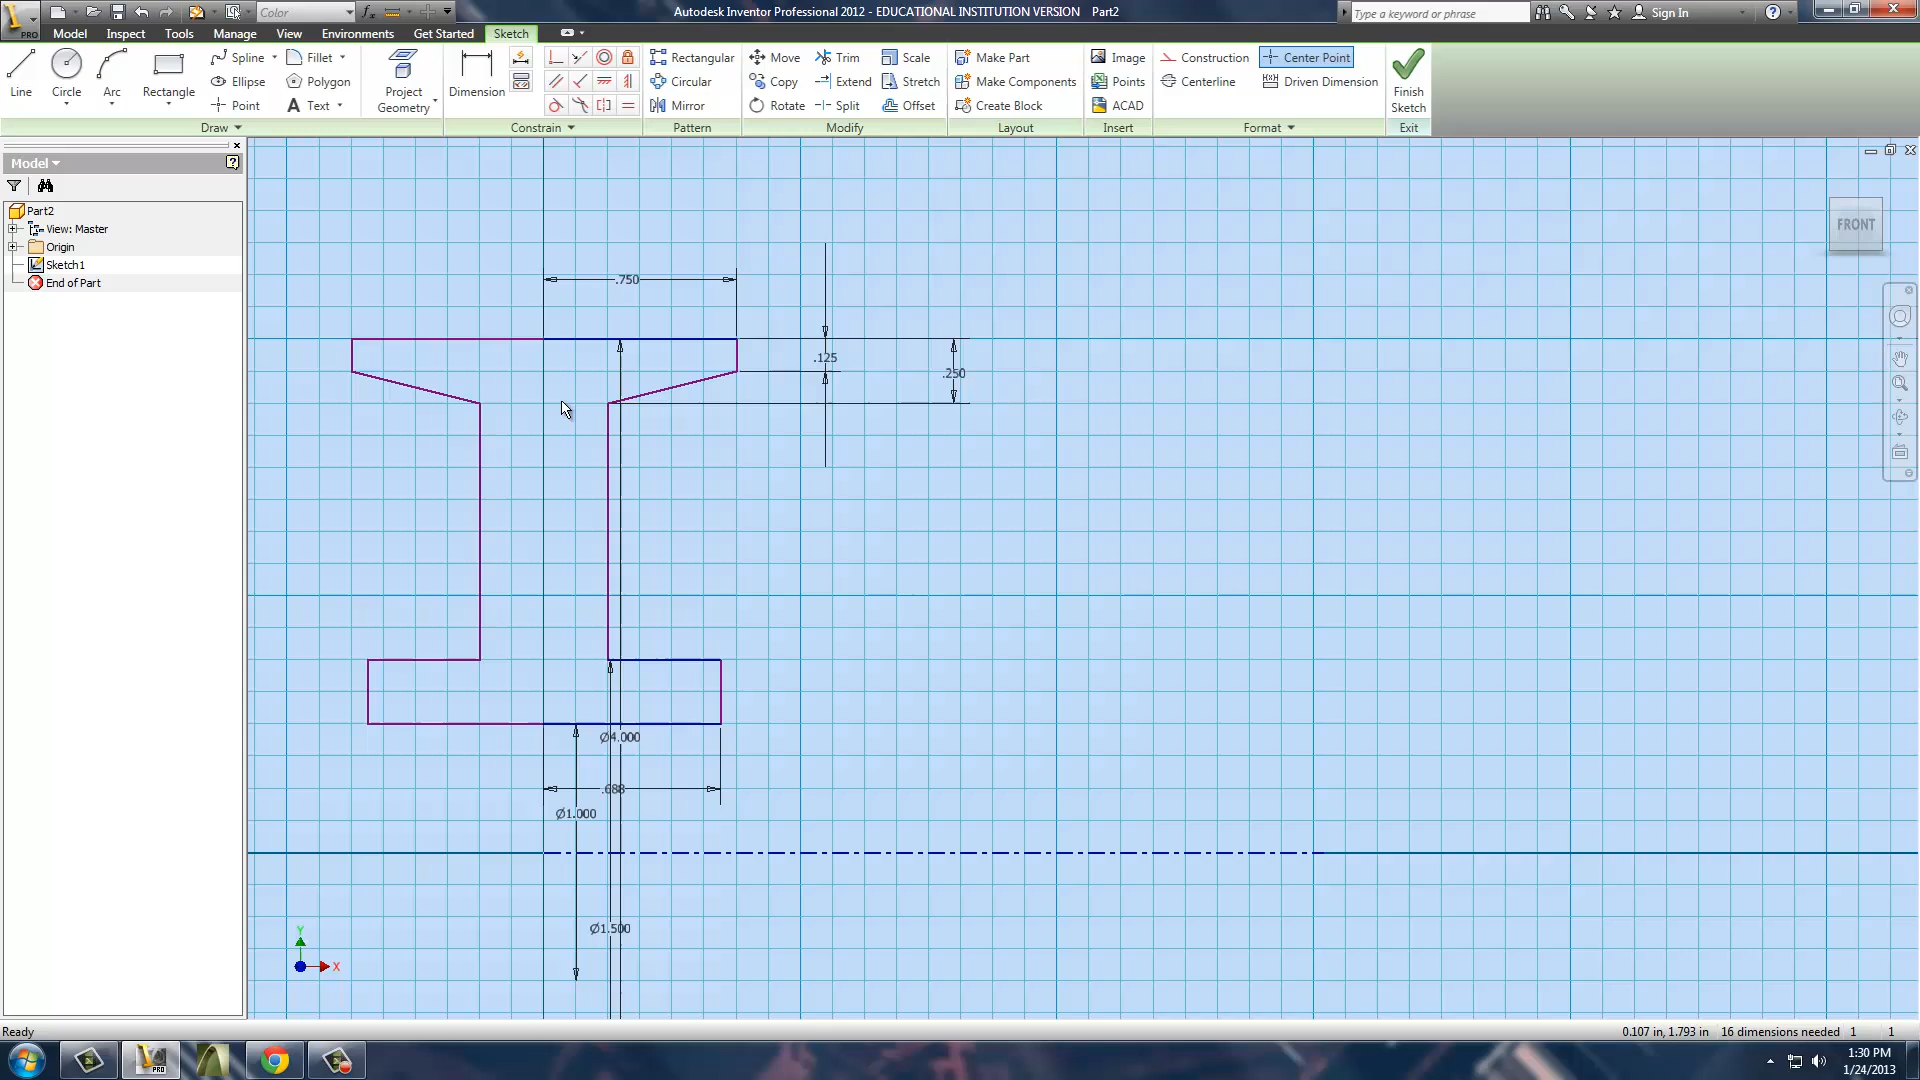 Color
Autodesk Inventor Professional 2012 - EDUCATIONAL INSTITUTION VERSION Part2
Type a keyword or phrase
Sign In
PRO
Model Inspect Tools Manage View Environments Get Started Sketch
Line
Circle
Arc
Rectangle
Spline
Ellipse
Point
Fillet
Polygon
Text
Project
Geometry
Dimension
Rectangular
Circular
Mirror
Move
Copy
Rotate
Trim
Extend
Split
Scale
Stretch
Offset
Make Part
Make Components
Create Block
Image
Points
ACAD
Construction
Centerline
Center Point
Driven Dimension
Finish
Sketch
Draw
Constrain
Pattern
Modify
Layout
Insert
Format
Exit
Model
Part2
View: Master
Origin
Sketch1
End of Part
FRONT
.750
.125
.250
Ø4.000
.688
Ø1.000
Ø1.500
Y
X
Ready
0.107 in, 1.793 in 16 dimensions needed 1 1
PRO
1:30 PM
1/24/2013